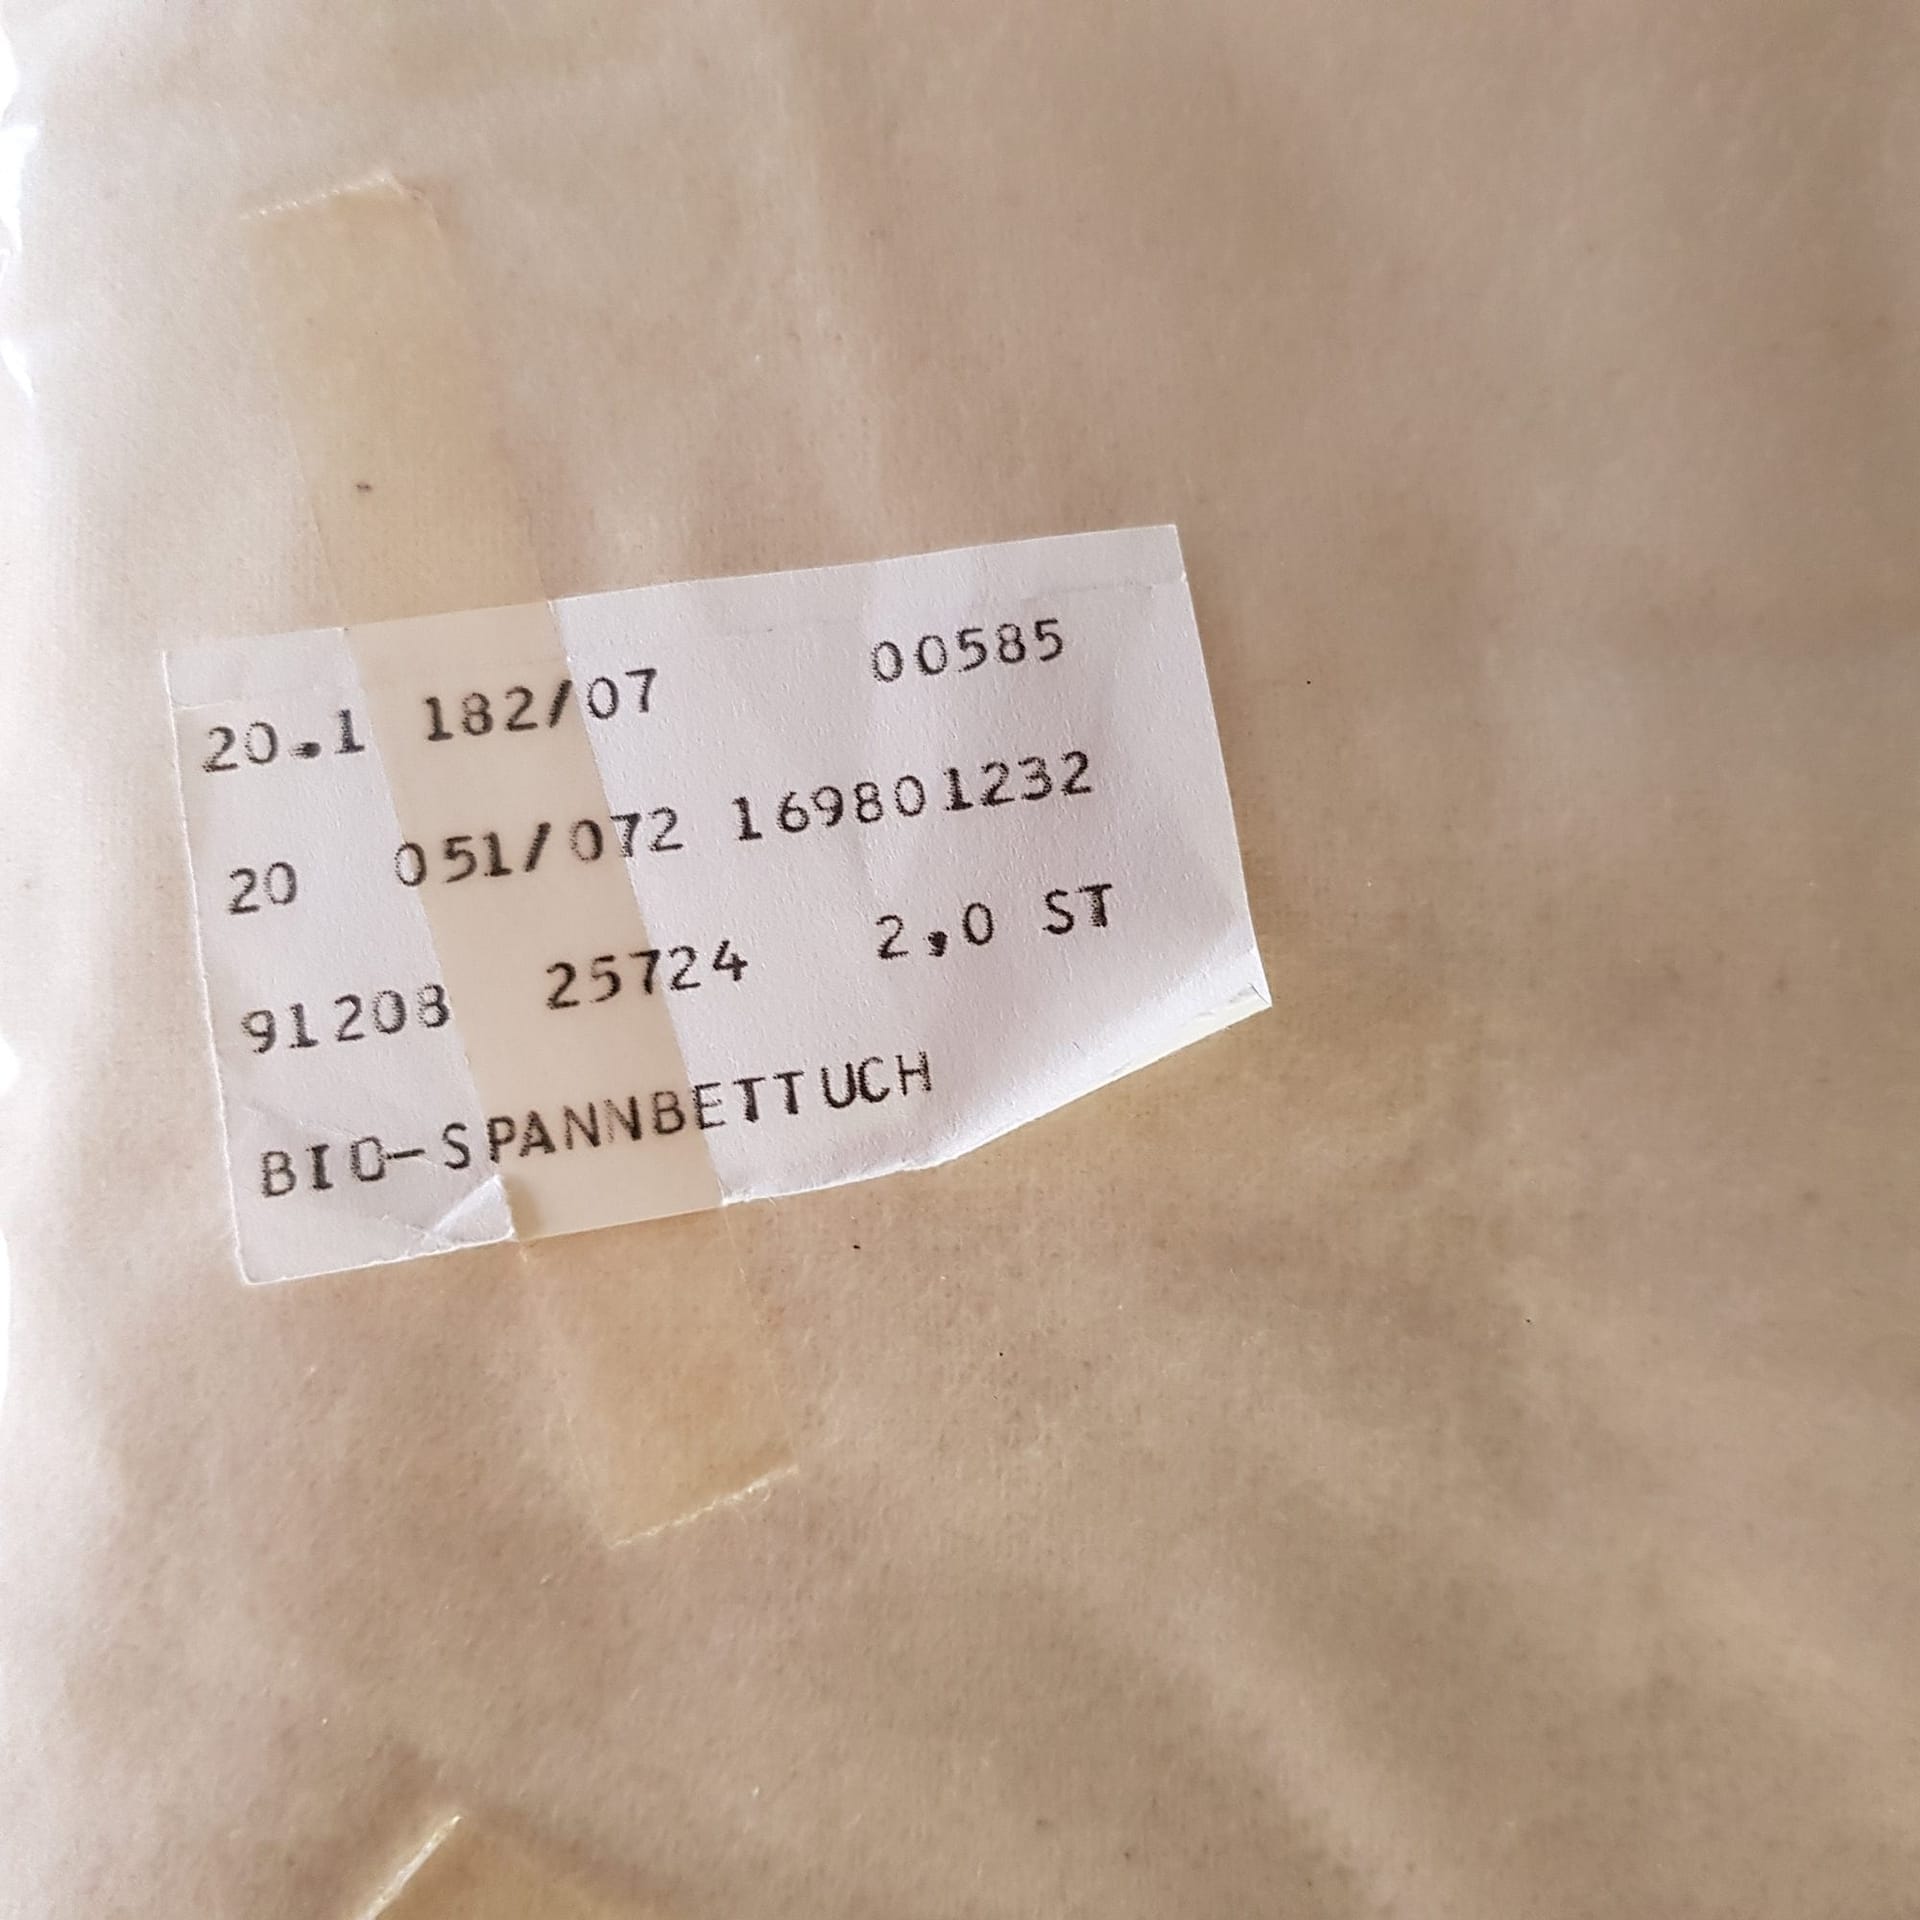 20.1 182/07 00585
20 051/072 169801232
91208 25724 2,0 ST
BIO-SPANNBETTUCH